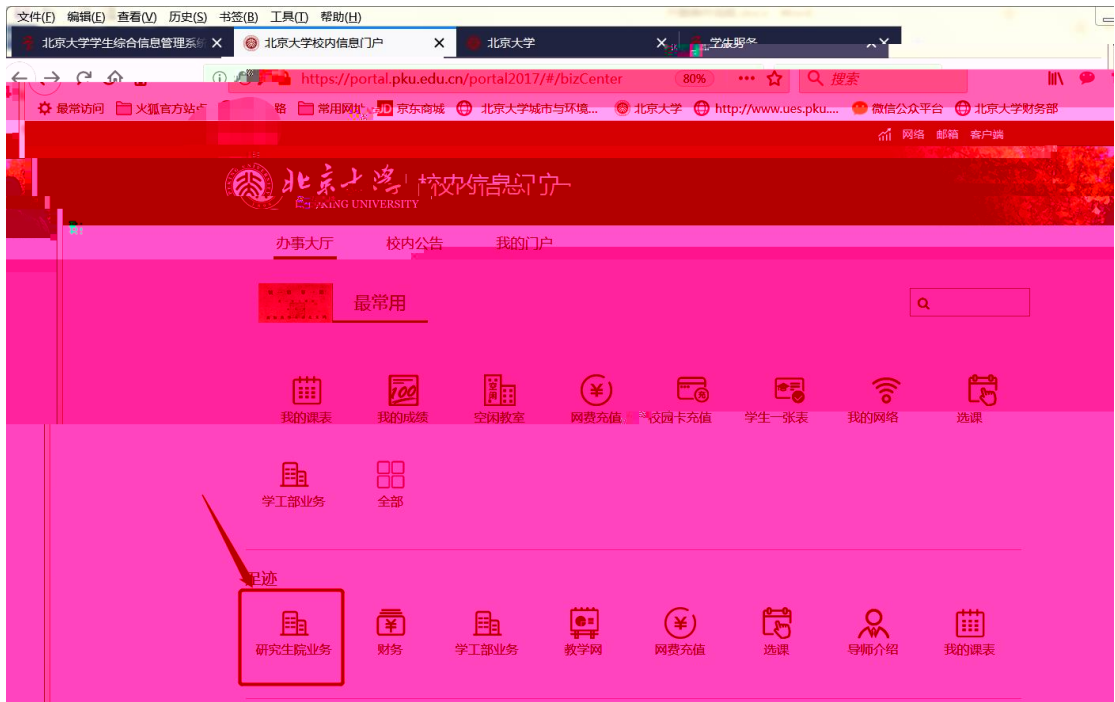 文件(F) 编辑(E) 查看(V) 历史(S) 书签(B) 工具(T) 帮助(H)
北京大学学生综合信息管理系统 北京大学校内信息门户 北京大学 学生
https://portal.pku.edu.cn/portal2017/#/bizCenter 80% 搜索
最常访问 火狐官方站点 常用网址 JD 京东商城 北京大学城市与环境... 北京大学 http://www.ues.pku.... 微信公众平台 北京大学财务部
网络 邮箱 客户端
北京大学 校内信息门户
UNIVERSITY
办事大厅 校内公告 我的门户
最常用
我的课表 我的成绩 空闲教室 网费充值 校园卡充值 学生一张表 我的网络 选课
学工部业务 全部
足迹
研究生院业务 财务 学工部业务 教学网 网费充值 选课 导师介绍 我的课表